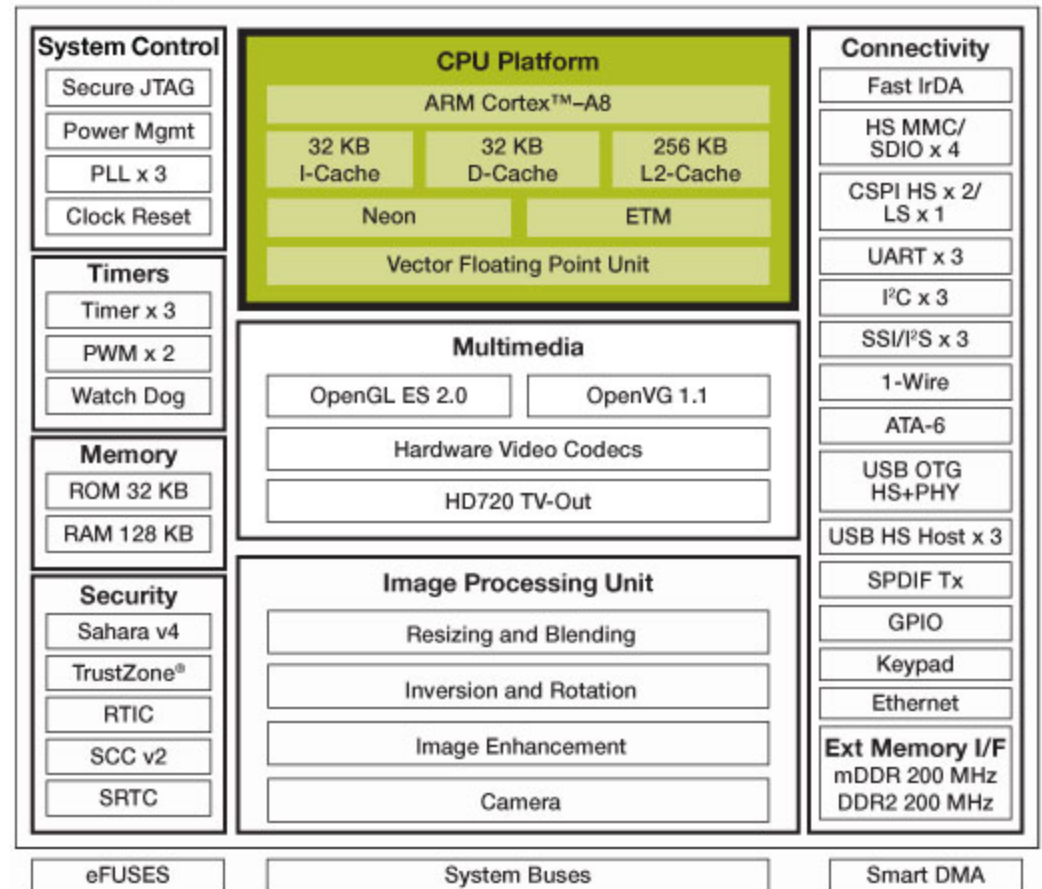 System Control
Secure JTAG
Power Mgmt
PLL x 3
Clock Reset
Timers
Timer x 3
PWM x 2
Watch Dog
Memory
ROM 32 KB
RAM 128 KB
Security
Sahara v4
TrustZone®
RTIC
SCC v2
SRTC
CPU Platform
ARM Cortex™–A8
32 KB
I-Cache
32 KB
D-Cache
256 KB
L2-Cache
Neon
ETM
Vector Floating Point Unit
Multimedia
OpenGL ES 2.0
OpenVG 1.1
Hardware Video Codecs
HD720 TV-Out
Image Processing Unit
Resizing and Blending
Inversion and Rotation
Image Enhancement
Camera
Connectivity
Fast IrDA
HS MMC/
SDIO x 4
CSPI HS x 2/
LS x 1
UART x 3
I²C x 3
SSI/I²S x 3
1-Wire
ATA-6
USB OTG
HS+PHY
USB HS Host x 3
SPDIF Tx
GPIO
Keypad
Ethernet
Ext Memory I/F
mDDR 200 MHz
DDR2 200 MHz
eFUSES
System Buses
Smart DMA